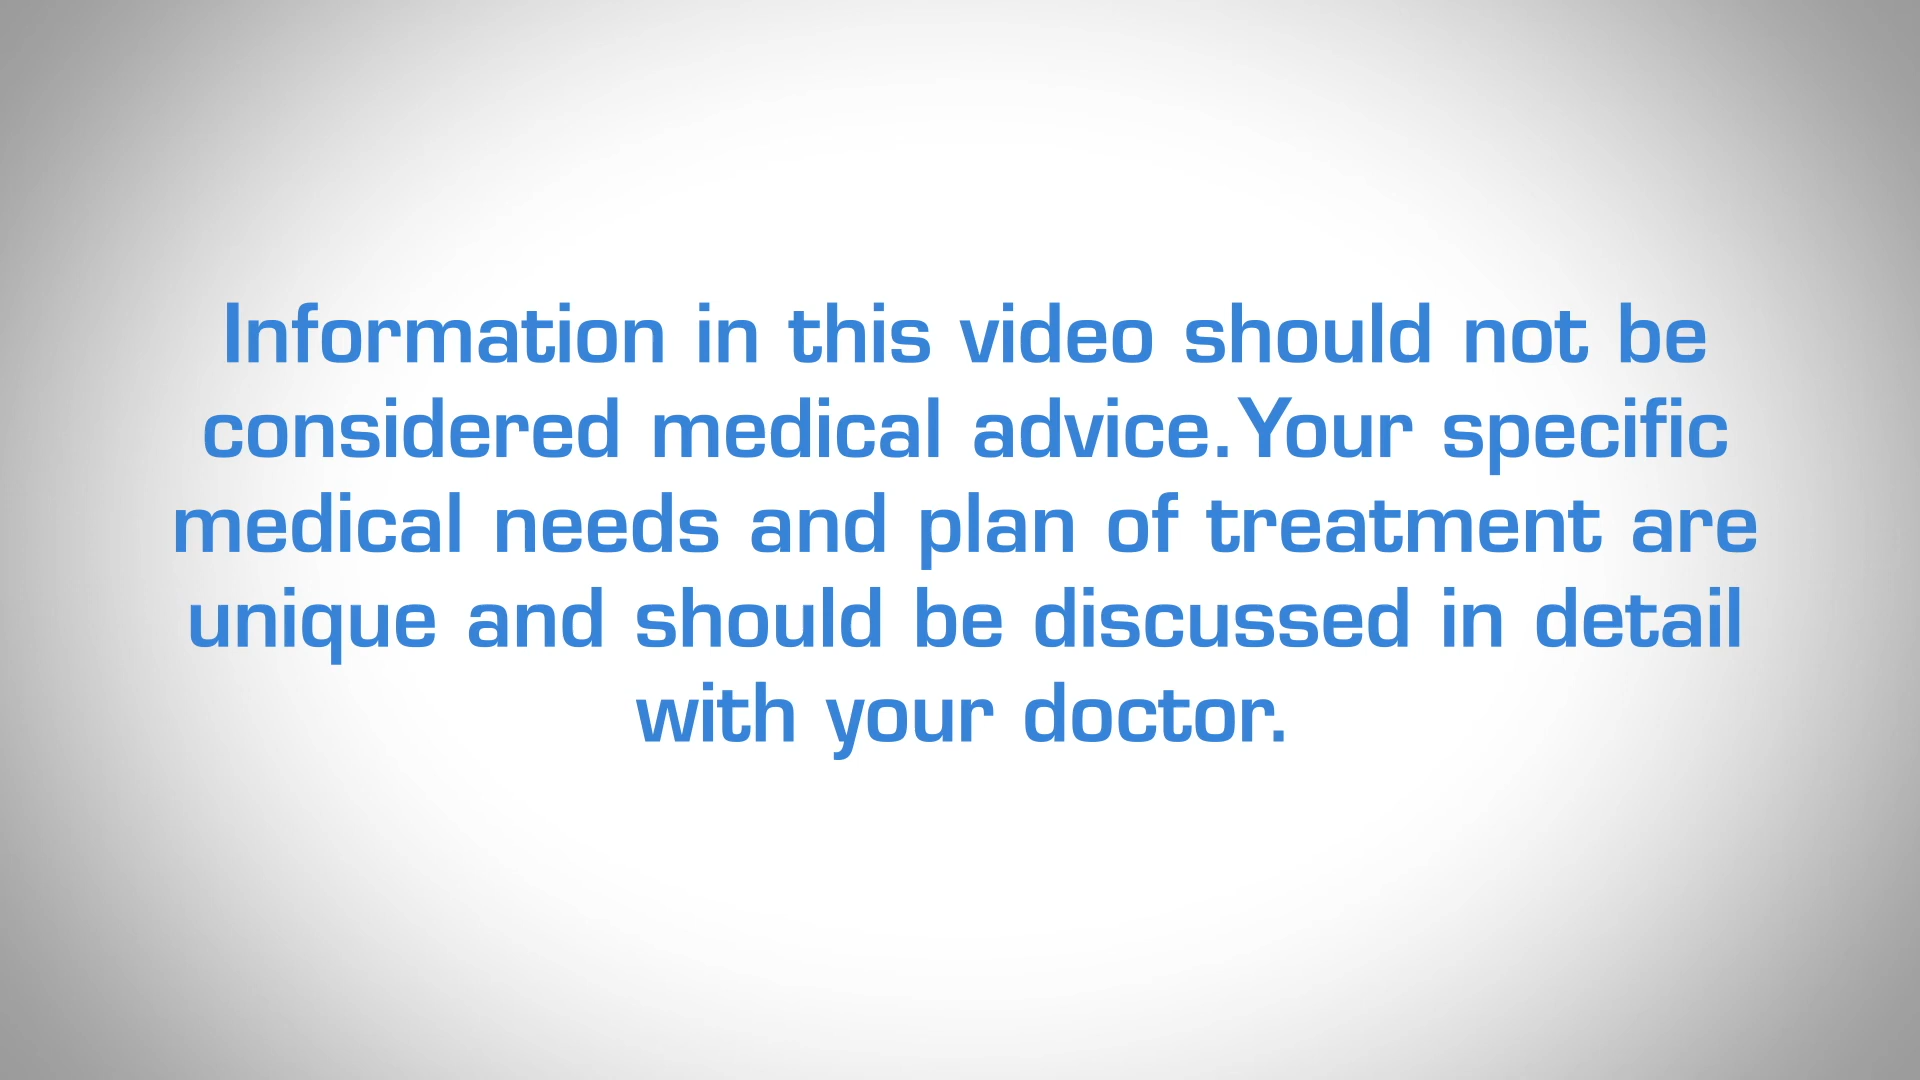 Information in this video should not be
considered medical advice. Your specific
medical needs and plan of treatment are
unique and should be discussed in detail
with your doctor.